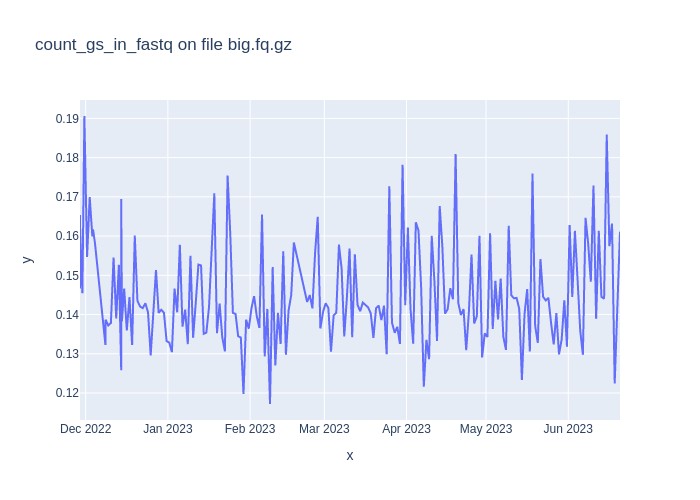 count_gs_in_fastq on file big.fq.gz
0.19
0.18
0.17
0.16
0.15
0.14
0.13
0.12
y
Dec 2022 Jan 2023 Feb 2023 Mar 2023 Apr 2023 May 2023 Jun 2023
x